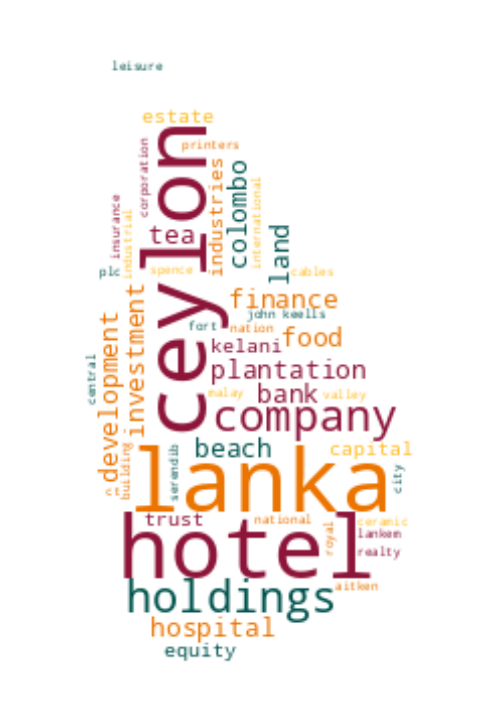 leisure
estate
printers
corporation
ceylon
industries
colombo
international
insurance
industrial
tea
land
plc
spence
cables
finance
investment
john keells
fort
nation
food
development
kelani
central
plantation
malay
bank
valley
company
building
beach
capital
serendib
city
lanka
ct
trust
national
royal
ceramic
hotel
lankem
realty
holdings
aitken
hospital
equity